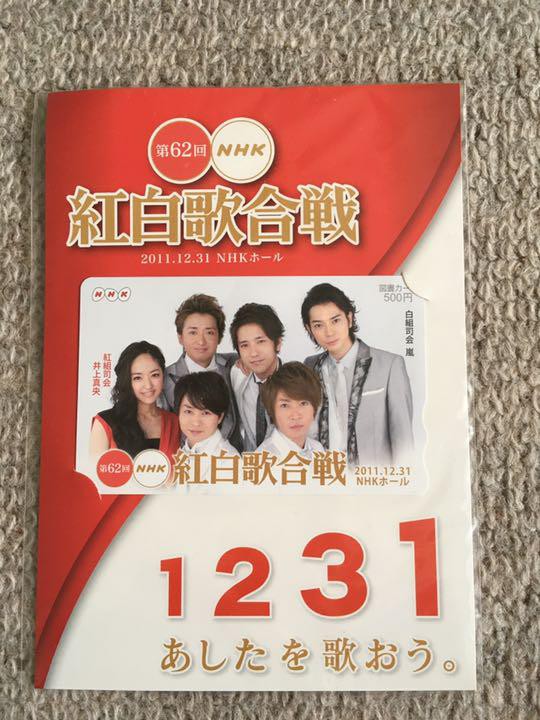 第62回 NHK
紅白歌合戦
2011.12.31 NHKホール
NHK
図書カード
500円
白組司会 嵐
紅組司会
井上真央
第62回 NHK 紅白歌合戦
2011.12.31
NHKホール
1231
あしたを歌おう。